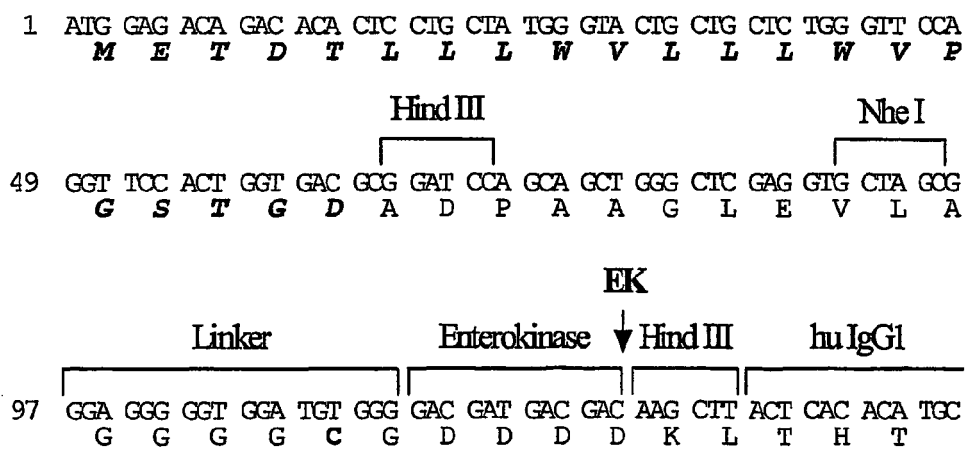 1 ATG GAG ACA GAC ACA CTC CTG CTA TGG GTA CTG CTG CTC TGG GTT CCA
M E T D T L L L W V L L L W V P
Hind III Nhe I
49 GGT TCC ACT GGT GAC GCG GAT CCA GCA GCT GGG CTC GAG GTG CTA GCG
G S T G D A D P A A G L E V L A
EK
Linker Enterokinase Hind III hu IgG1
97 GGA GGG GGT GGA TGT GGG GAC GAT GAC GAC AAG CTT ACT CAC ACA TGC
G G G G C G D D D D K L T H T